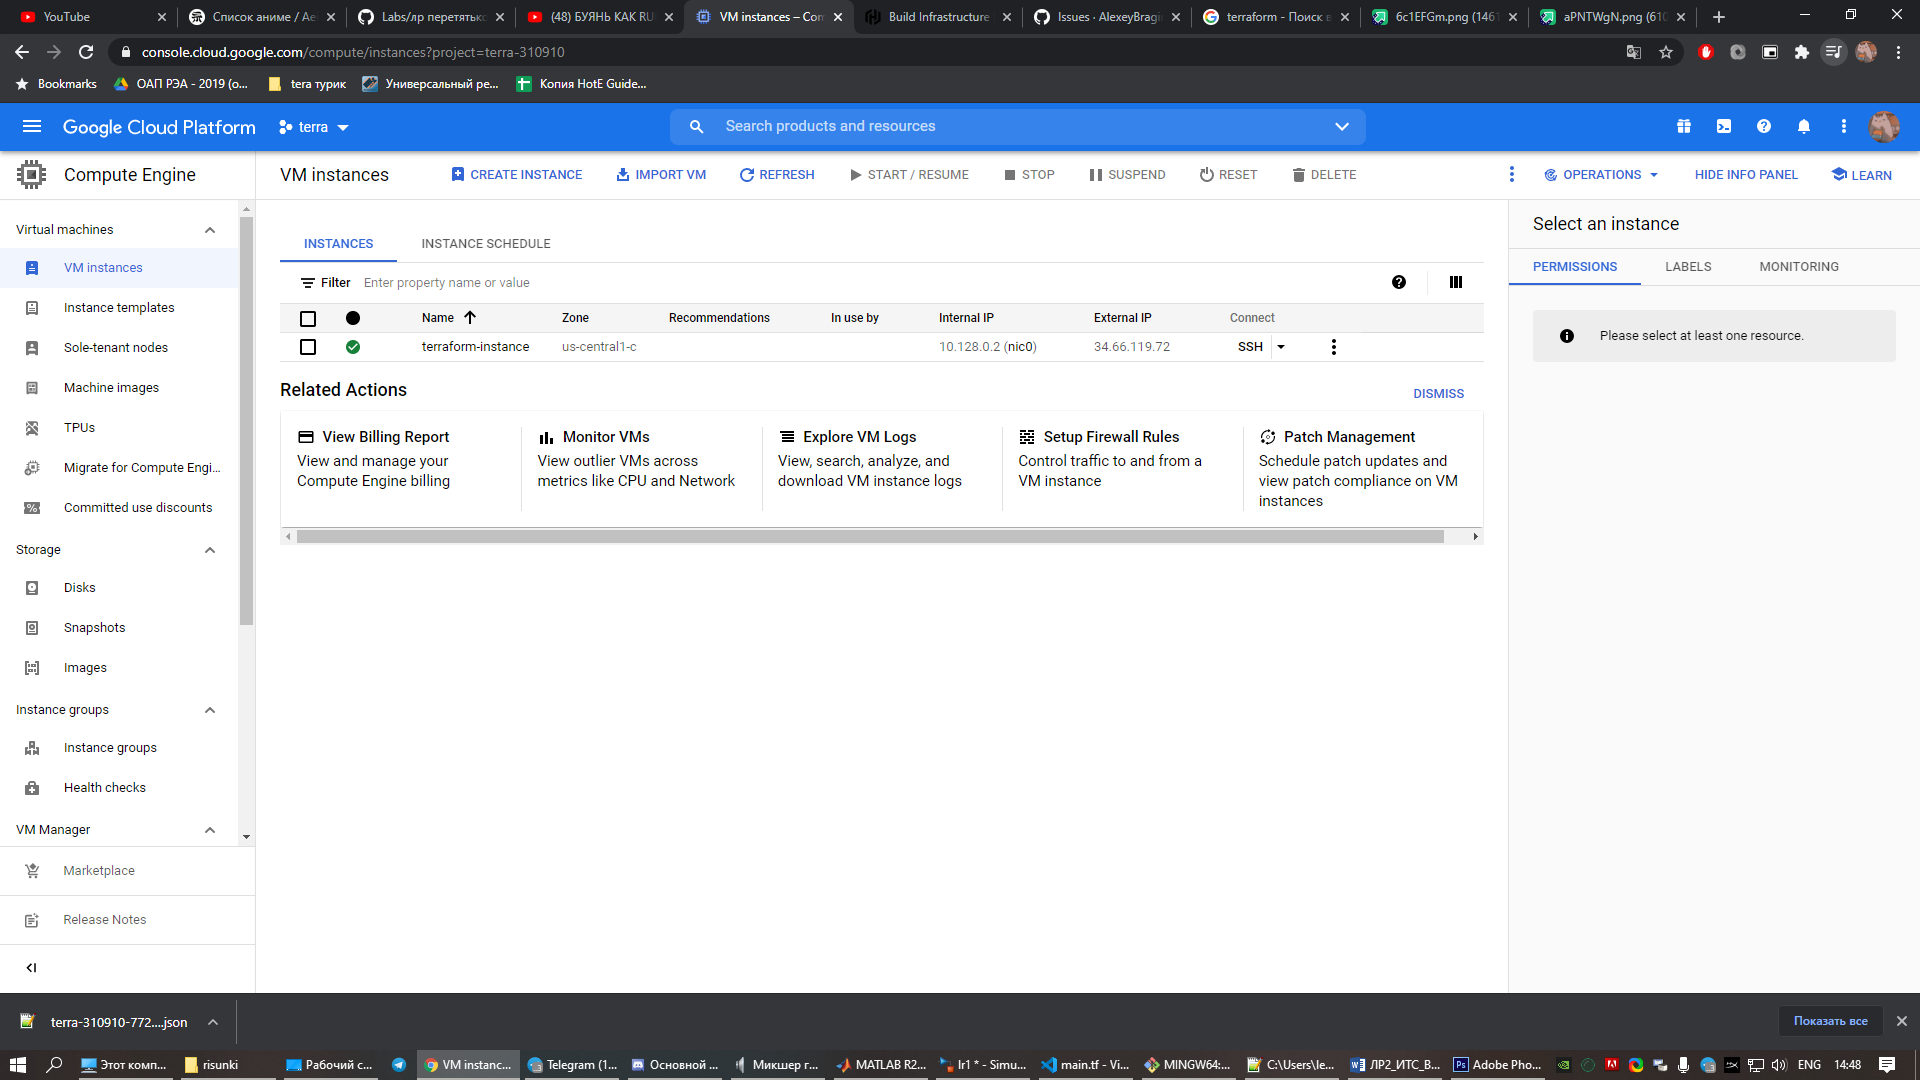 YouTube
Список аниме / Ае
Labs/лр перетятько
(48) БУЯНЬ КАК RU
VM instances – Com
Build Infrastructure
Issues · AlexeyBragi
terraform - Поиск в
6c1EFGm.png (1461
aPNTWgN.png (610
console.cloud.google.com/compute/instances?project=terra-310910
Bookmarks
ОАП РЭА - 2019 (о...
tera турик
Универсальный ре...
Копия HotE Guide...
Google Cloud Platform
terra
Search products and resources
Compute Engine
VM instances
CREATE INSTANCE
IMPORT VM
REFRESH
START / RESUME
STOP
SUSPEND
RESET
DELETE
OPERATIONS
HIDE INFO PANEL
LEARN
Virtual machines
VM instances
Instance templates
Sole-tenant nodes
Machine images
TPUs
Migrate for Compute Engi...
Committed use discounts
Storage
Disks
Snapshots
Images
Instance groups
Instance groups
Health checks
VM Manager
Marketplace
Release Notes
INSTANCES
INSTANCE SCHEDULE
Filter
Enter property name or value
Name
Zone
Recommendations
In use by
Internal IP
External IP
Connect
terraform-instance
us-central1-c
10.128.0.2 (nic0)
34.66.119.72
SSH
Related Actions
DISMISS
View Billing Report
View and manage your
Compute Engine billing
Monitor VMs
View outlier VMs across
metrics like CPU and Network
Explore VM Logs
View, search, analyze, and
download VM instance logs
Setup Firewall Rules
Control traffic to and from a
VM instance
Patch Management
Schedule patch updates and
view patch compliance on VM
instances
Select an instance
PERMISSIONS
LABELS
MONITORING
Please select at least one resource.
terra-310910-772....json
Показать все
Этот комп...
risunki
Рабочий с...
VM instanc...
Telegram (1...
Основной ...
Микшер г...
MATLAB R2...
lr1 * - Simu...
main.tf - Vi...
MINGW64:...
C:\Users\le...
ЛР2_ИТС_В...
Adobe Pho...
ENG
14:48